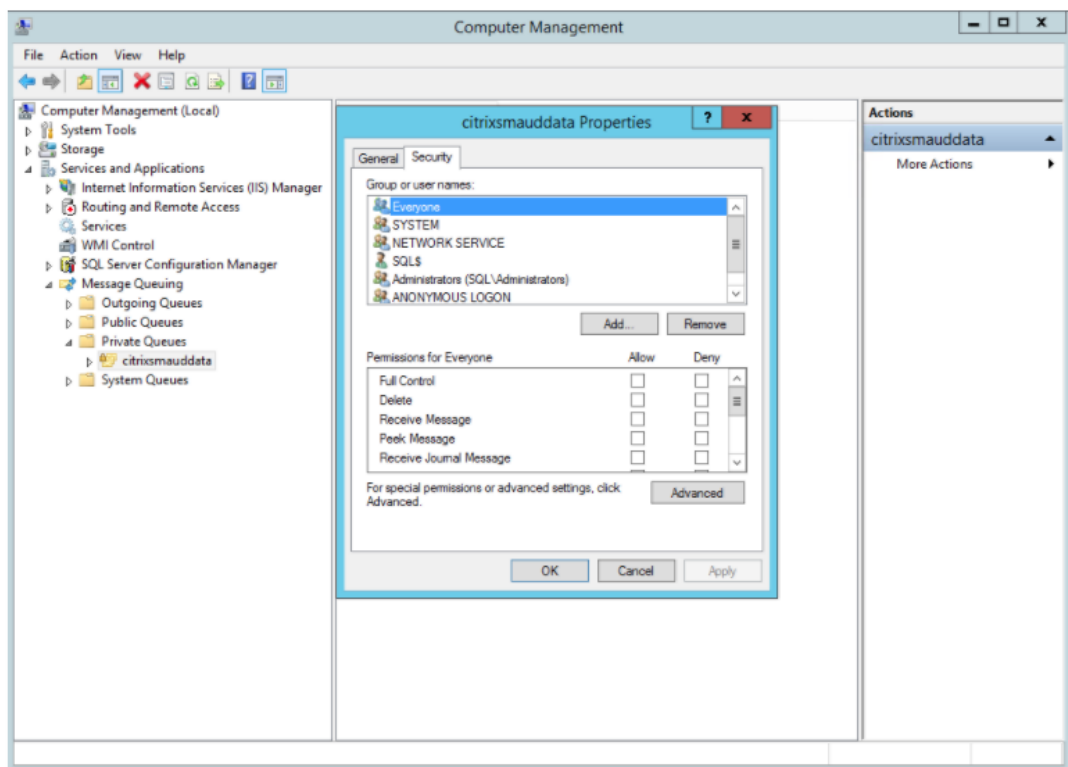 Computer Management
File Action View Help
Computer Management (Local)
System Tools
Storage
Services and Applications
Internet Information Services (IIS) Manager
Routing and Remote Access
Services
WMI Control
SQL Server Configuration Manager
Message Queuing
Outgoing Queues
Public Queues
Private Queues
citrixsmauddata
System Queues
citrixsmauddata Properties
? x
General Security
Group or user names:
Everyone
SYSTEM
NETWORK SERVICE
SQL$
Administrators (SQL\Administrators)
ANONYMOUS LOGON
Add... Remove
Permissions for Everyone Allow Deny
Full Control
Delete
Receive Message
Peek Message
Receive Journal Message
For special permissions or advanced settings, click
Advanced.
Advanced
OK Cancel Apply
Actions
citrixsmauddata
More Actions